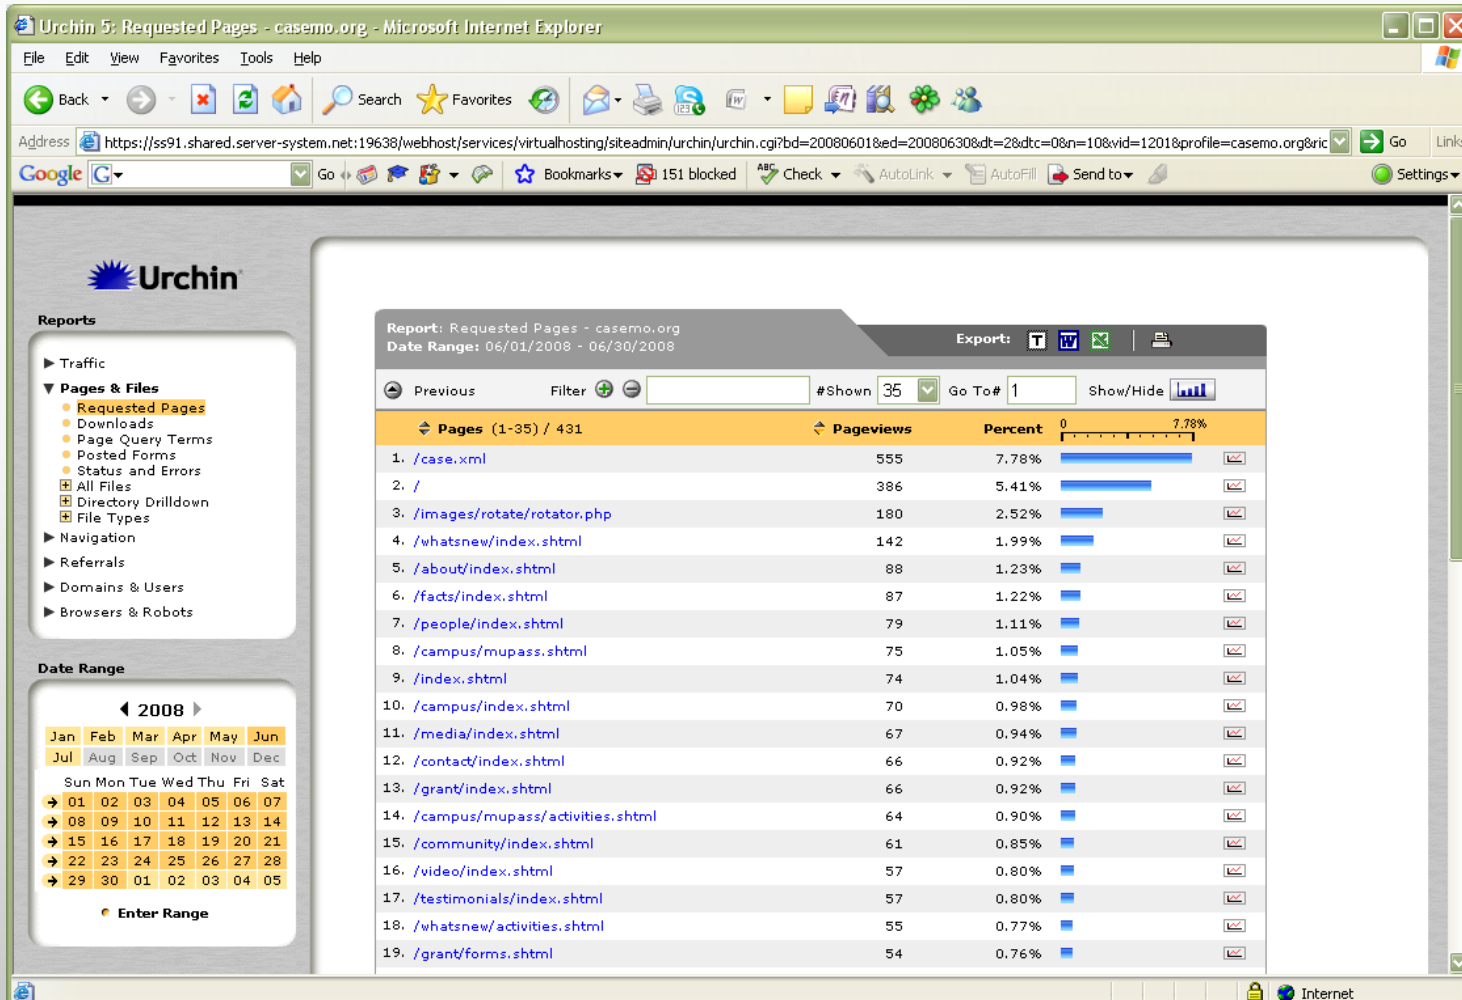 Urchin 5: Requested Pages - casemo.org - Microsoft Internet Explorer
File Edit View Favorites Tools Help
Back Search Favorites
Address https://ss91.shared.server-system.net:19638/webhost/services/virtualhosting/siteadmin/urchin/urchin.cgi?bd=20080601&ed=20080630&dt=2&dtc=0&n=10&vid=1201&profile=casemo.org&ric Go Links
Google G Go Bookmarks 151 blocked ABC Check AutoLink AutoFill Send to Settings
Urchin
Reports
Traffic
Pages & Files
Requested Pages
Downloads
Page Query Terms
Posted Forms
Status and Errors
All Files
Directory Drilldown
File Types
Navigation
Referrals
Domains & Users
Browsers & Robots
Date Range
2008
Jan Feb Mar Apr May Jun
Jul Aug Sep Oct Nov Dec
Sun Mon Tue Wed Thu Fri Sat
01 02 03 04 05 06 07
08 09 10 11 12 13 14
15 16 17 18 19 20 21
22 23 24 25 26 27 28
29 30 01 02 03 04 05
Enter Range
Report: Requested Pages - casemo.org
Date Range: 06/01/2008 - 06/30/2008
Export: T W X
Previous Filter #Shown 35 Go To# 1 Show/Hide
Pages (1-35) / 431 Pageviews Percent 0 7.78%
1. /case.xml 555 7.78%
2. / 386 5.41%
3. /images/rotate/rotator.php 180 2.52%
4. /whatsnew/index.shtml 142 1.99%
5. /about/index.shtml 88 1.23%
6. /facts/index.shtml 87 1.22%
7. /people/index.shtml 79 1.11%
8. /campus/mupass.shtml 75 1.05%
9. /index.shtml 74 1.04%
10. /campus/index.shtml 70 0.98%
11. /media/index.shtml 67 0.94%
12. /contact/index.shtml 66 0.92%
13. /grant/index.shtml 66 0.92%
14. /campus/mupass/activities.shtml 64 0.90%
15. /community/index.shtml 61 0.85%
16. /video/index.shtml 57 0.80%
17. /testimonials/index.shtml 57 0.80%
18. /whatsnew/activities.shtml 55 0.77%
19. /grant/forms.shtml 54 0.76%
Internet